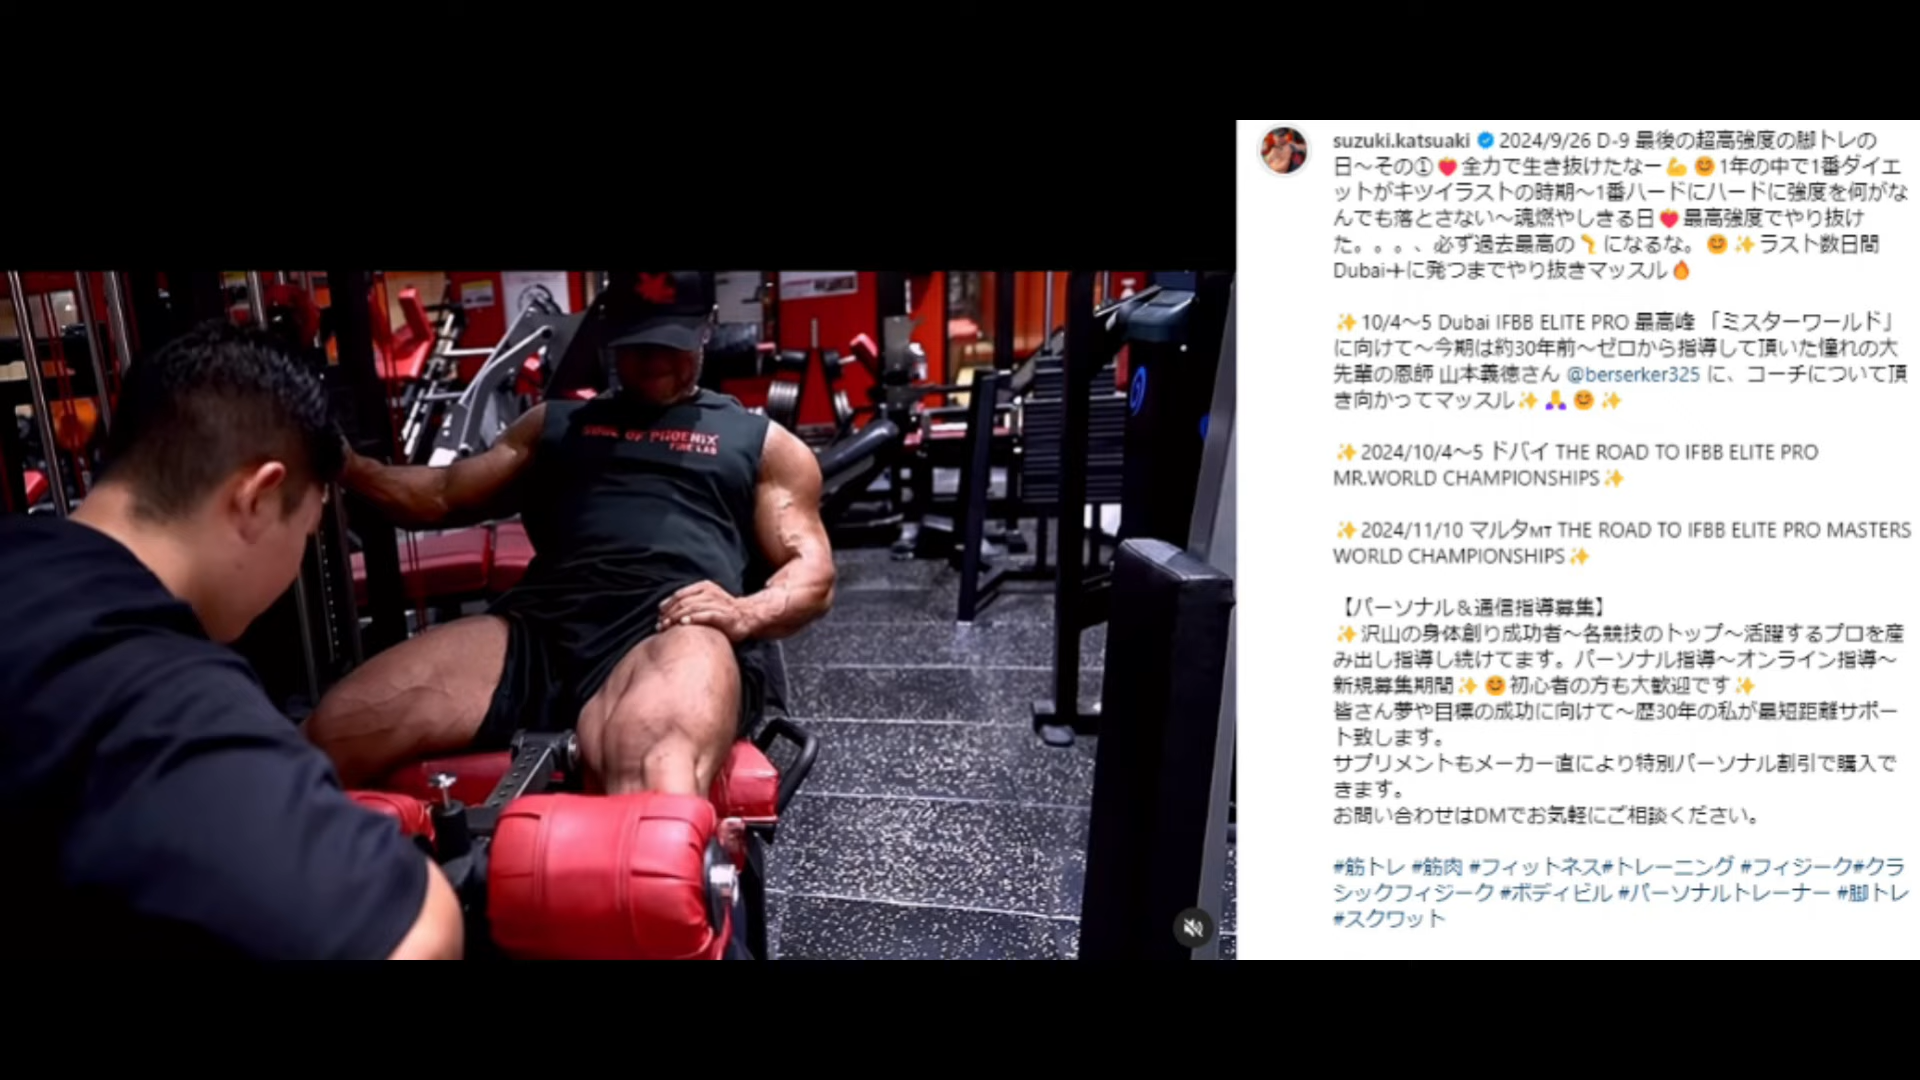 SOUL OF PHOENIX
FIRE LAB
suzuki.katsuaki 2024/9/26 D-9 最後の超高強度の脚トレの
日〜その①❤️‍🔥全力で生き抜けたなー💪😊1年の中で1番ダイエ
ットがキツイラストの時期〜1番ハードにハードに強度を何がな
んでも落とさない〜魂燃やしきる日❤️‍🔥最高強度でやり抜け
た。。。、必ず過去最高の🦵になるな。😊✨ラスト数日間
Dubai✈に発つまでやり抜きマッスル🔥
✨10/4〜5 Dubai IFBB ELITE PRO 最高峰 「ミスターワールド」
に向けて〜今期は約30年前〜ゼロから指導して頂いた憧れの大
先輩の恩師 山本義徳さん @berserker325 に、コーチについて頂
き向かってマッスル✨🙏😊✨
✨2024/10/4〜5 ドバイ THE ROAD TO IFBB ELITE PRO
MR.WORLD CHAMPIONSHIPS✨
✨2024/11/10 マルタMT THE ROAD TO IFBB ELITE PRO MASTERS
WORLD CHAMPIONSHIPS✨
【パーソナル＆通信指導募集】
✨沢山の身体創り成功者〜各競技のトップ〜活躍するプロを産
み出し指導し続けてます。パーソナル指導〜オンライン指導〜
新規募集期間✨😊初心者の方も大歓迎です✨
皆さん夢や目標の成功に向けて〜歴30年の私が最短距離サポー
ト致します。
サプリメントもメーカー直により特別パーソナル割引で購入で
きます。
お問い合わせはDMでお気軽にご相談ください。
#筋トレ #筋肉 #フィットネス#トレーニング #フィジーク#クラ
シックフィジーク #ボディビル #パーソナルトレーナー #脚トレ
#スクワット